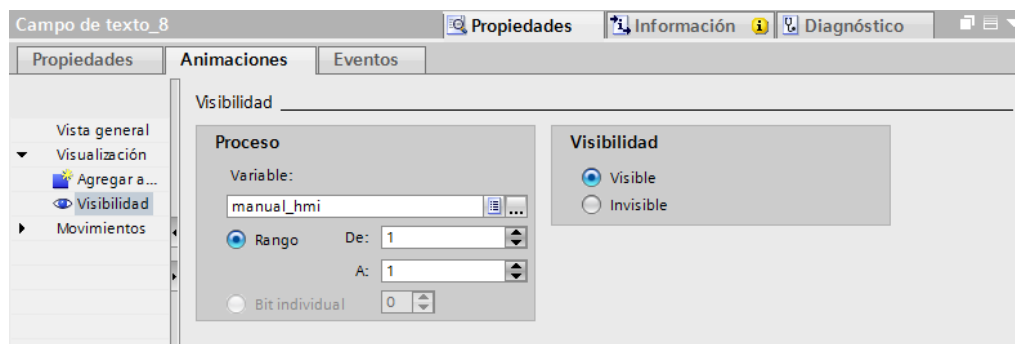 Campo de texto_8
Propiedades
Información
Diagnóstico
Propiedades
Animaciones
Eventos
Vista general
Visualización
Agregar a...
Visibilidad
Movimientos
Visibilidad
Proceso
Variable:
manual_hmi
...
Rango De: 1
A: 1
Bit individual 0
Visibilidad
Visible
Invisible